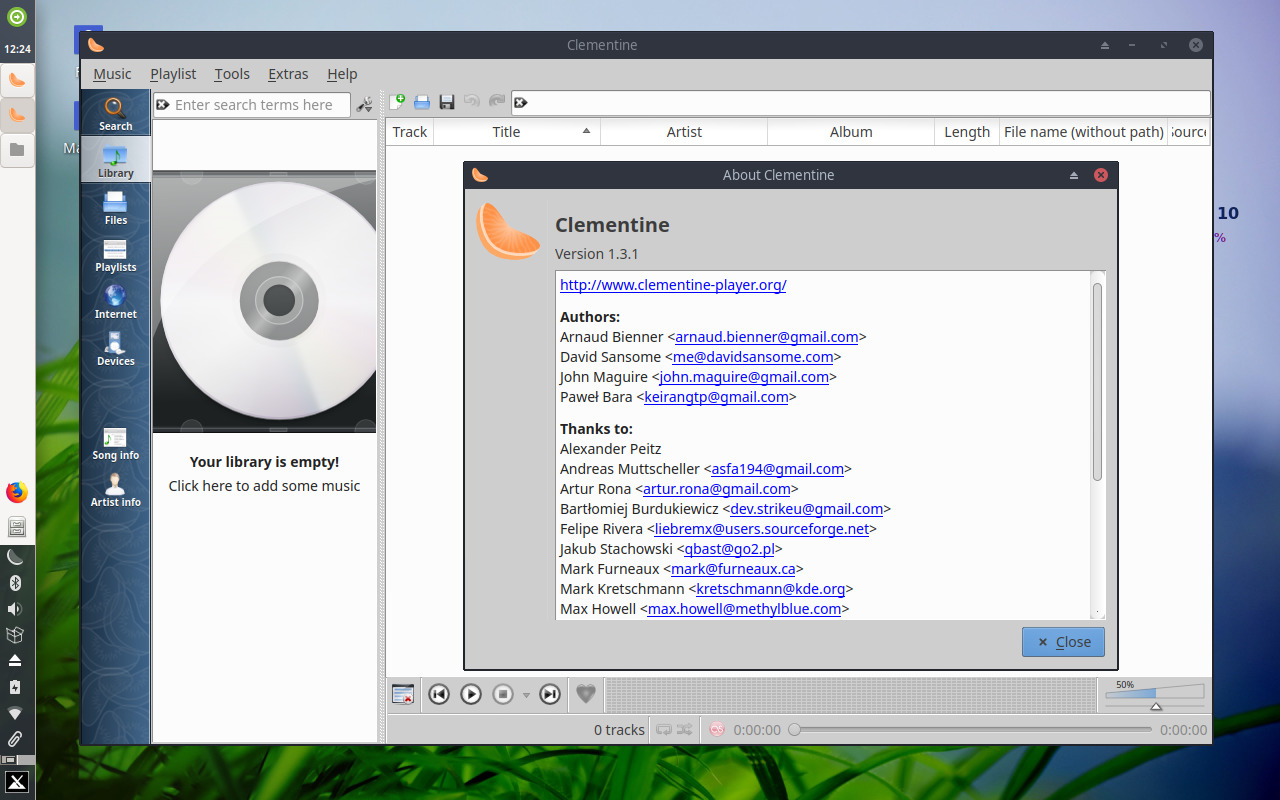 12:24
Clementine
Music Playlist Tools Extras Help
Enter search terms here
Search
Library
Files
Playlists
Internet
Devices
Song info
Artist info
Your library is empty!
Click here to add some music
Track Title Artist Album Length File name (without path)
About Clementine
Clementine
Version 1.3.1
http://www.clementine-player.org/
Authors:
Arnaud Bienner <arnaud.bienner@gmail.com>
David Sansome <me@davidsansome.com>
John Maguire <john.maguire@gmail.com>
Paweł Bara <keirangtp@gmail.com>
Thanks to:
Alexander Peitz
Andreas Muttscheller <asfa194@gmail.com>
Artur Rona <artur.rona@gmail.com>
Bartłomiej Burdukiewicz <dev.strikeu@gmail.com>
Felipe Rivera <liebremx@users.sourceforge.net>
Jakub Stachowski <qbast@go2.pl>
Mark Furneaux <mark@furneaux.ca>
Mark Kretschmann <kretschmann@kde.org>
Max Howell <max.howell@methylblue.com>
Close
50%
0 tracks 0:00:00 0:00:00
10
%